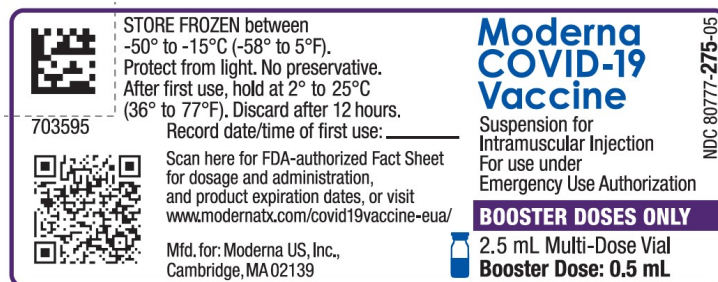 STORE FROZEN between
-50° to -15°C (-58° to 5°F).
Protect from light. No preservative.
After first use, hold at 2° to 25°C
(36° to 77°F). Discard after 12 hours.
Record date/time of first use:
703595
Scan here for FDA-authorized Fact Sheet
for dosage and administration,
and product expiration dates, or visit
www.modernatx.com/covid19vaccine-eua/
Mfd. for: Moderna US, Inc.,
Cambridge, MA 02139
Moderna
COVID-19
Vaccine
Suspension for
Intramuscular Injection
For use under
Emergency Use Authorization
BOOSTER DOSES ONLY
2.5 mL Multi-Dose Vial
Booster Dose: 0.5 mL
NDC 80777-275-05